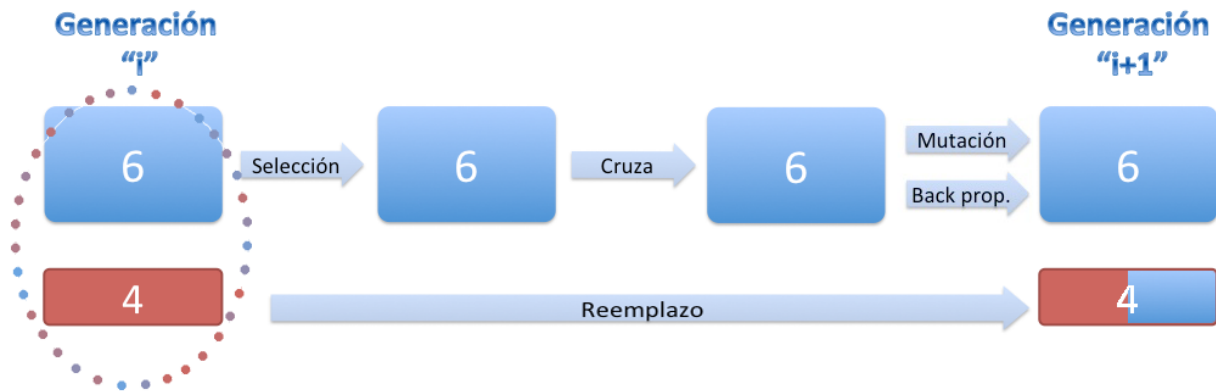 Generación
“i”
Generación
“i+1”
6
Selección
6
Cruza
6
Mutación
Back prop.
6
4
Reemplazo
4